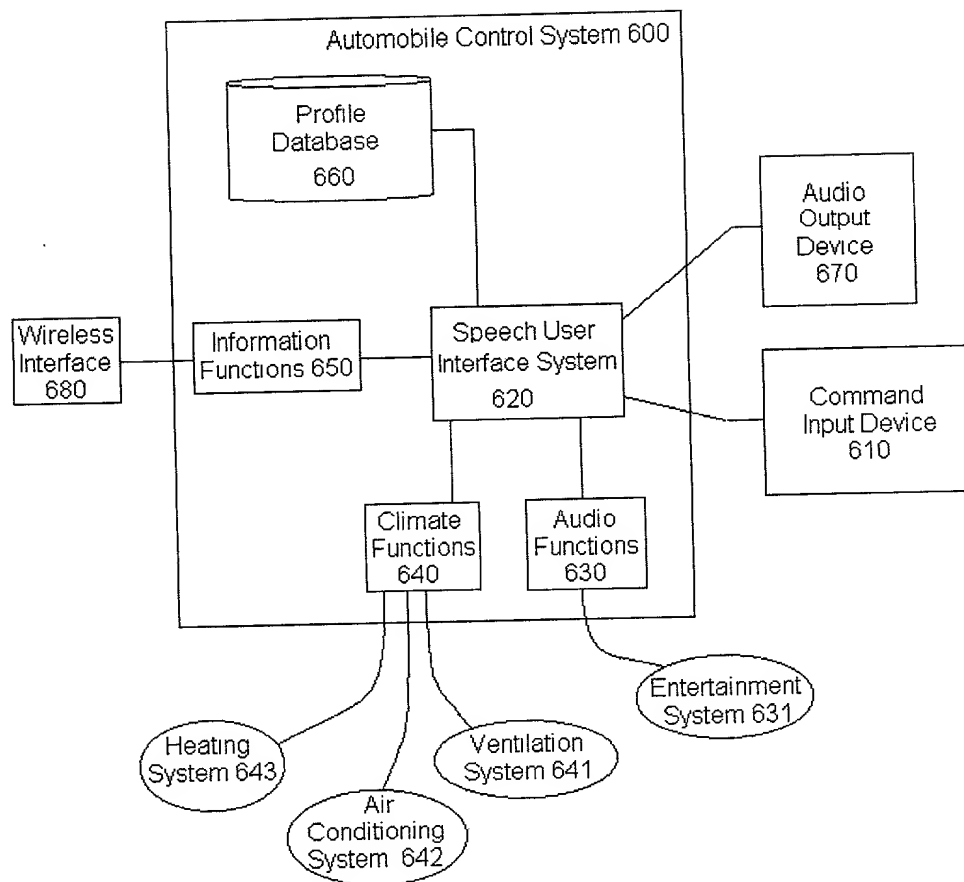 Automobile Control System 600
Profile
Database
660
Audio
Output
Device
670
Wireless
Interface
680
Information
Functions 650
Speech User
Interface System
620
Command
Input Device
610
Climate
Functions
640
Audio
Functions
630
Entertainment
System 631
Heating
System 643
Ventilation
System 641
Air
Conditioning
System 642